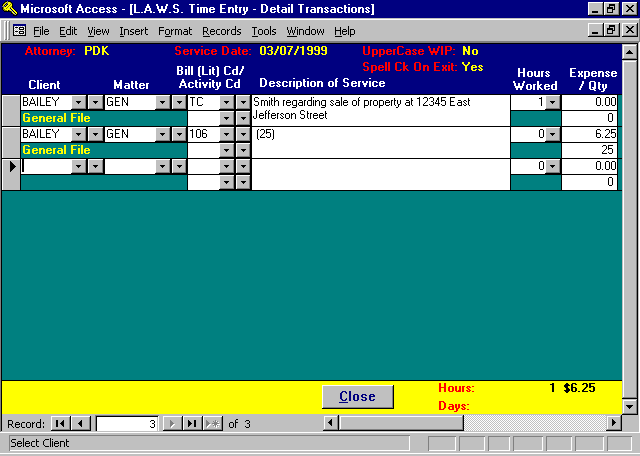 Microsoft Access - [L.A.W.S. Time Entry - Detail Transactions]
File Edit View Insert Format Records Tools Window Help
Attorney: PDK Service Date: 03/07/1999 UpperCase WIP: No
Spell Ck On Exit: Yes
Client Matter Bill (Lit) Cd/ Activity Cd Description of Service Hours Worked Expense / Qty
BAILEY GEN TC Smith regarding sale of property at 12345 East 1 0.00
General File Jefferson Street 0
BAILEY GEN 106 (25) 0 6.25
General File 25
0 0.00
0
Close Hours: 1 $6.25
Days:
Record: 3 of 3
Select Client